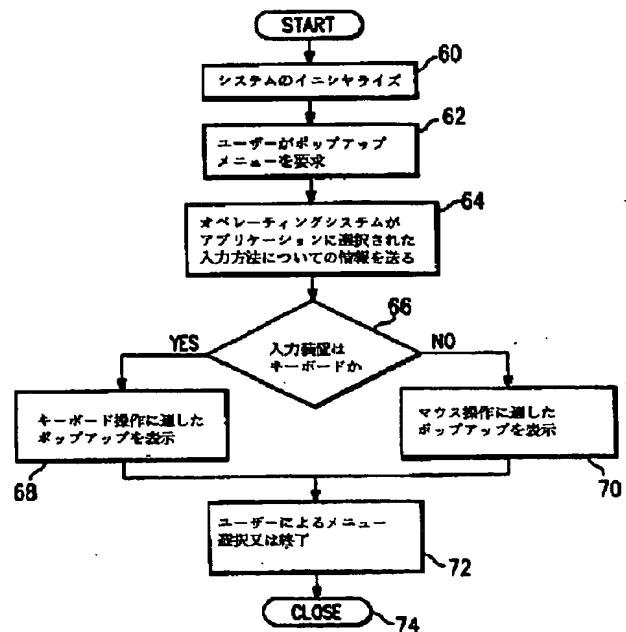 START
60
システムのイニシャライズ
62
ユーザーがポップアップ
メニューを要求
64
オペレーティングシステムが
アプリケーションに選択された
入力方法についての情報を送る
66
YES
入力装置は
キーボードか
NO
キーボード操作に適した
ポップアップを表示
68
マウス操作に適した
ポップアップを表示
70
ユーザーによるメニュー
選択又は終了
72
CLOSE
74